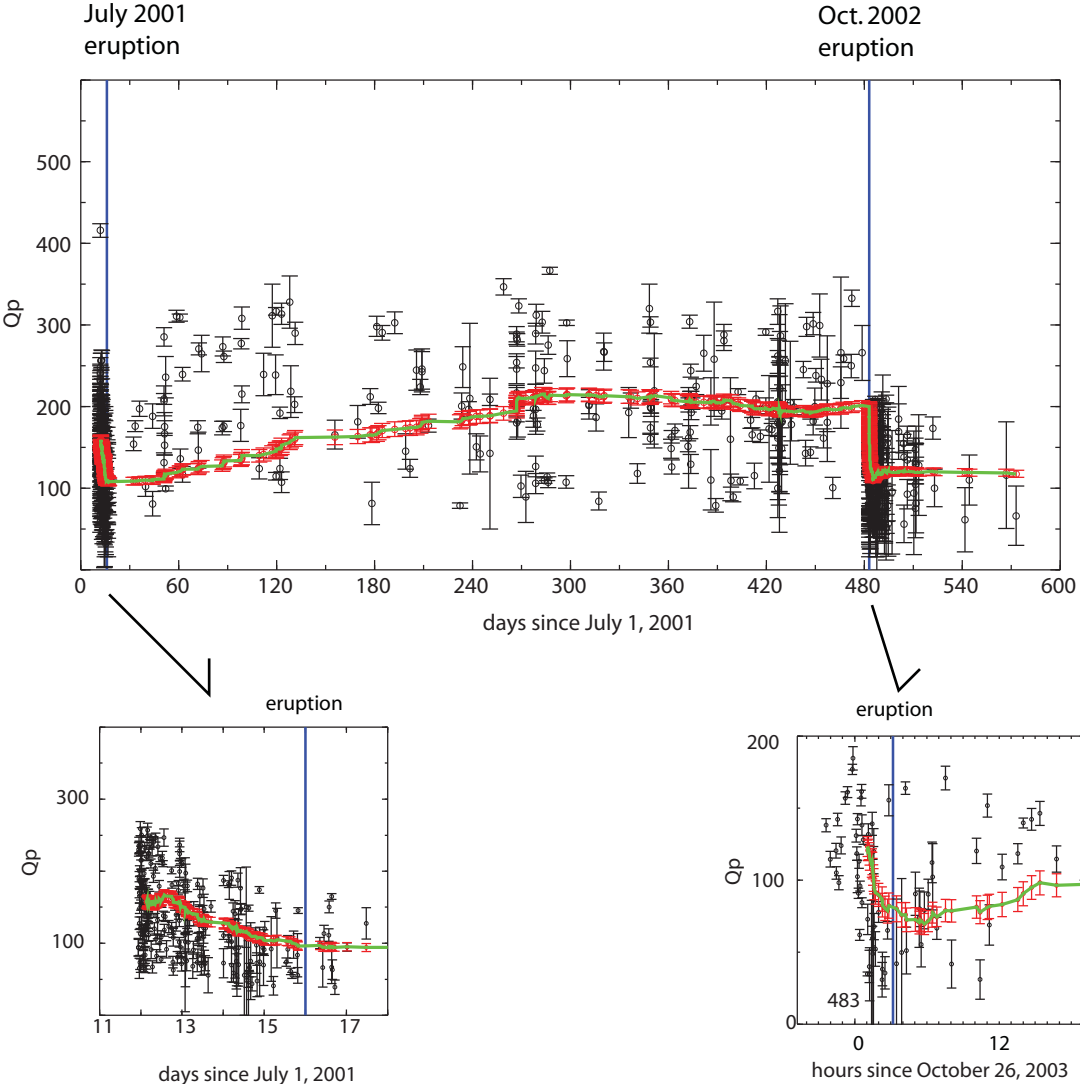 July 2001
eruption
Oct. 2002
eruption
500
400
300
200
100
Qp
0 60 120 180 240 300 360 420 480 540 600
days since July 1, 2001
eruption
300
100
Qp
11 13 15 17
days since July 1, 2001
eruption
200
100
0
Qp
483
0 12
hours since October 26, 2003